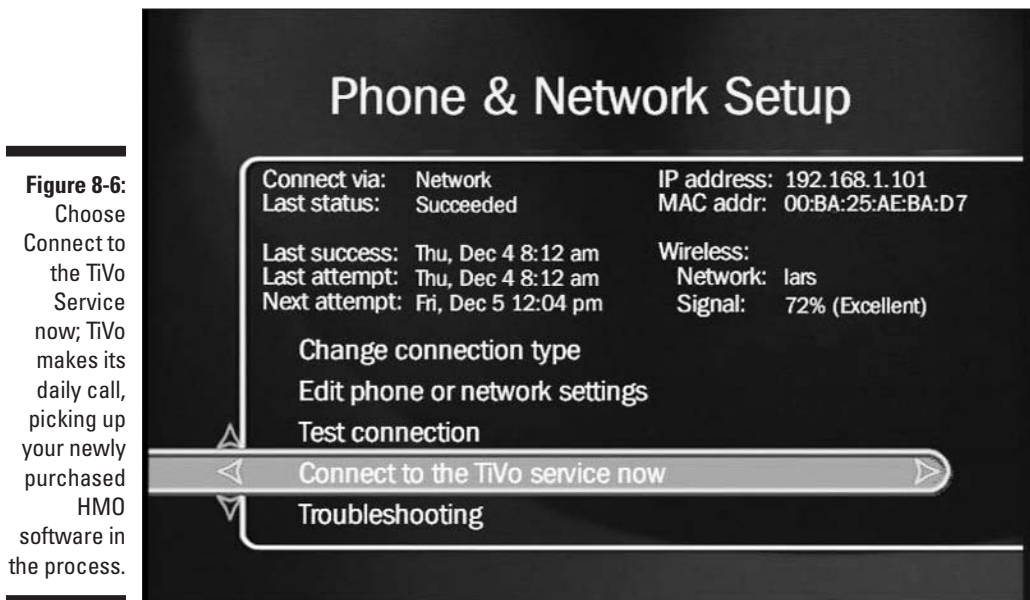 Phone & Network Setup
Connect via: Network
Last status: Succeeded
Last success: Thu, Dec 4 8:12 am
Last attempt: Thu, Dec 4 8:12 am
Next attempt: Fri, Dec 5 12:04 pm
IP address: 192.168.1.101
MAC addr: 00:BA:25:AE:BA:D7
Wireless:
Network: lars
Signal: 72% (Excellent)
Change connection type
Edit phone or network settings
Test connection
Connect to the TiVo service now
Troubleshooting
Figure 8-6:
Choose
Connect to
the TiVo
Service
now; TiVo
makes its
daily call,
picking up
your newly
purchased
HMO
software in
the process.